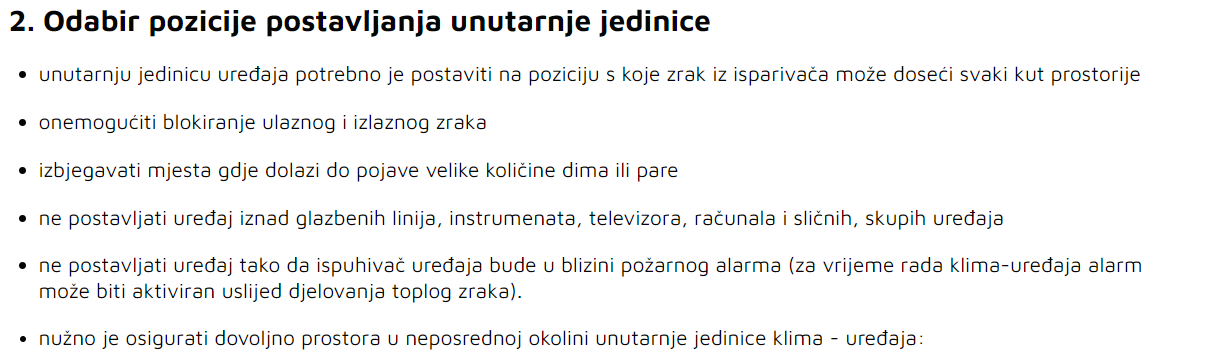 2. Odabir pozicije postavljanja unutarnje jedinice
• unutarnju jedinicu uređaja potrebno je postaviti na poziciju s koje zrak iz isparivača može doseći svaki kut prostorije
• onemogućiti blokiranje ulaznog i izlaznog zraka
• izbjegavati mjesta gdje dolazi do pojave velike količine dima ili pare
• ne postavljati uređaj iznad glazbenih linija, instrumenata, televizora, računala i sličnih, skupih uređaja
• ne postavljati uređaj tako da ispuhivač uređaja bude u blizini požarnog alarma (za vrijeme rada klima-uređaja alarm
može biti aktiviran uslijed djelovanja toplog zraka).
• nužno je osigurati dovoljno prostora u neposrednoj okolini unutarnje jedinice klima - uređaja: